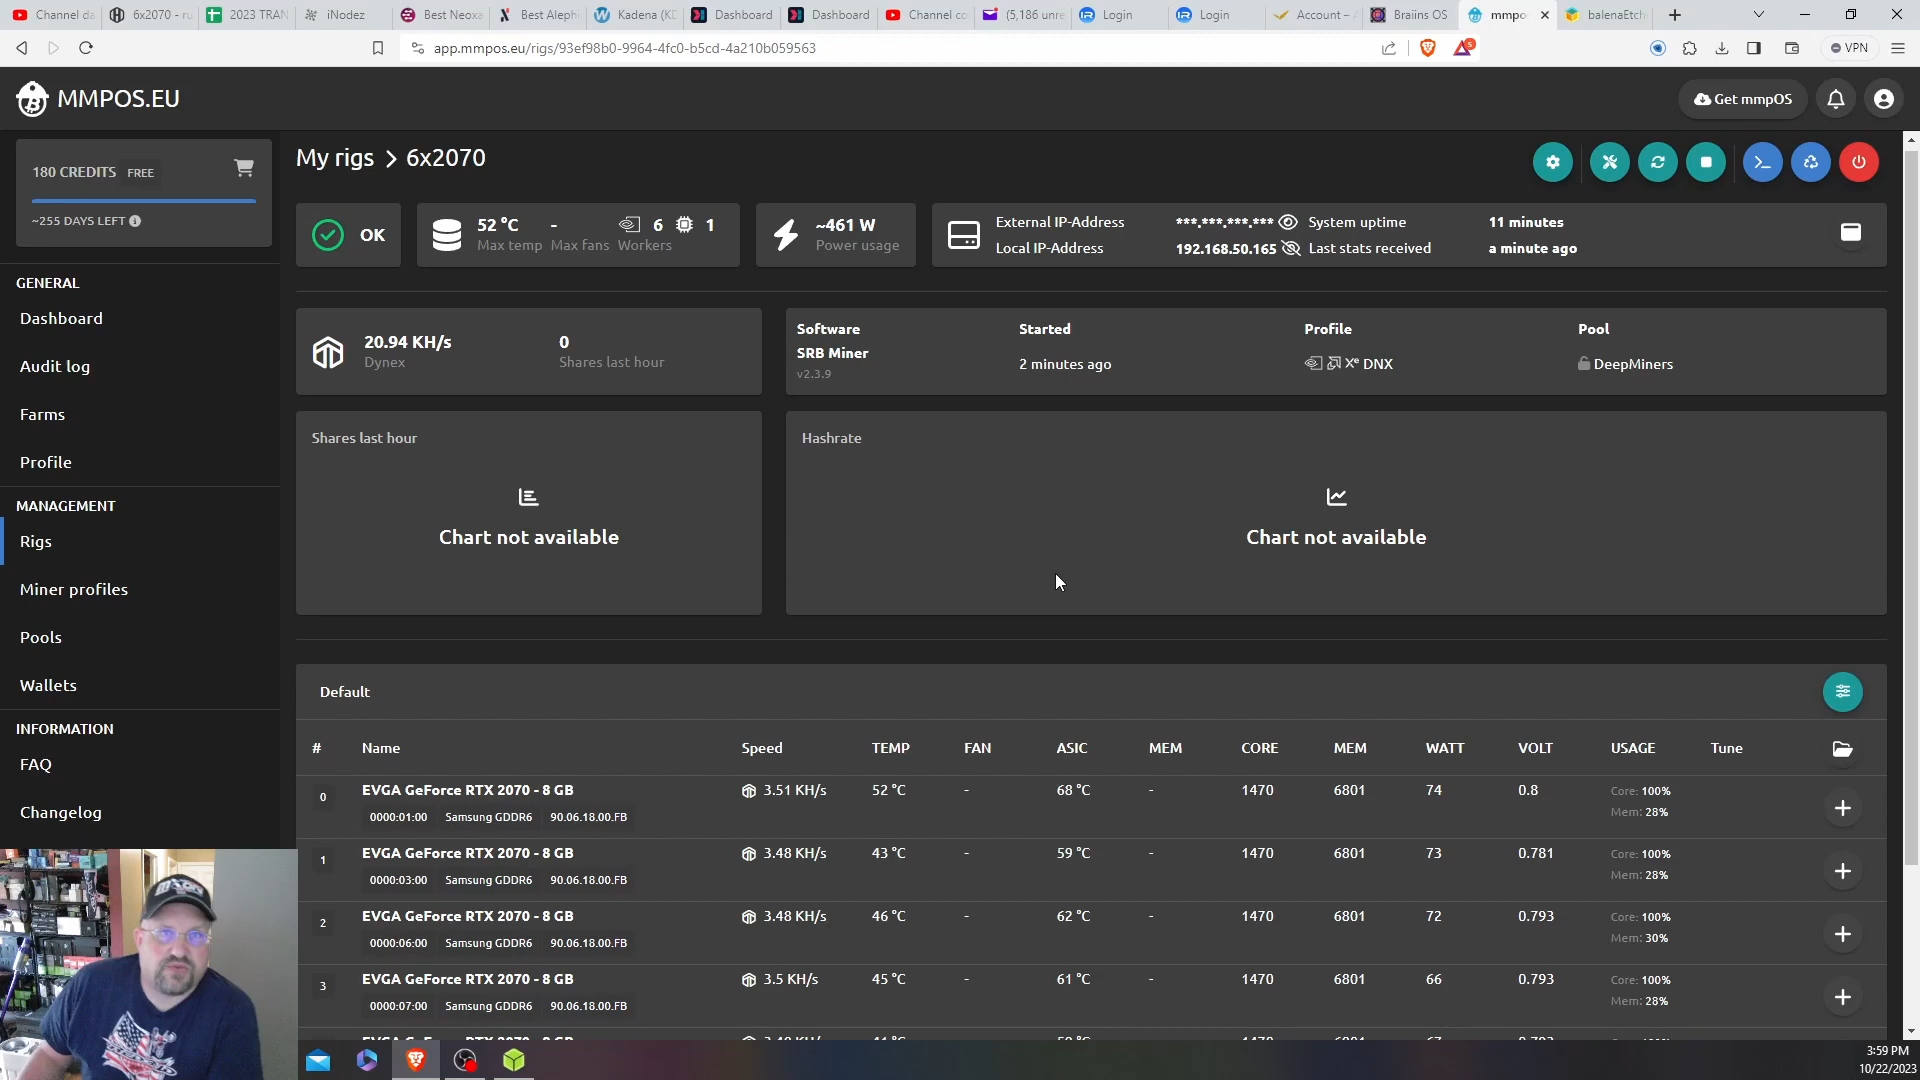 Channel da
6x2070 - ru
2023 TRAN
iNodez
Best Neoxa
Best Aleph
Kadena (KD
Dashboard
Dashboard
Channel co
(5,186 unre
Login
Login
Account –
Braiins OS
mmpo
balenaEtch
app.mmpos.eu/rigs/93ef98b0-9964-4fc0-b5cd-4a210b059563
VPN
MMPOS.EU
Get mmpOS
180 CREDITS FREE
~255 DAYS LEFT
GENERAL
Dashboard
Audit log
Farms
Profile
MANAGEMENT
Rigs
Miner profiles
Pools
Wallets
INFORMATION
FAQ
Changelog
My rigs > 6x2070
OK
52 °C - 6 1
Max temp Max fans Workers
~461 W
Power usage
External IP-Address ***.***.***.*** System uptime 11 minutes
Local IP-Address 192.168.50.165 Last stats received a minute ago
20.94 KH/s 0
Dynex Shares last hour
Software Started Profile Pool
SRB Miner
v2.3.9
2 minutes ago Xe DNX DeepMiners
Shares last hour
Chart not available
Hashrate
Chart not available
Default
# Name Speed TEMP FAN ASIC MEM CORE MEM WATT VOLT USAGE Tune
0 EVGA GeForce RTX 2070 - 8 GB 3.51 KH/s 52 °C - 68 °C - 1470 6801 74 0.8 Core: 100%
0000:01:00 Samsung GDDR6 90.06.18.00.FB Mem: 28%
1 EVGA GeForce RTX 2070 - 8 GB 3.48 KH/s 43 °C - 59 °C - 1470 6801 73 0.781 Core: 100%
0000:03:00 Samsung GDDR6 90.06.18.00.FB Mem: 28%
2 EVGA GeForce RTX 2070 - 8 GB 3.48 KH/s 46 °C - 62 °C - 1470 6801 72 0.793 Core: 100%
0000:06:00 Samsung GDDR6 90.06.18.00.FB Mem: 30%
3 EVGA GeForce RTX 2070 - 8 GB 3.5 KH/s 45 °C - 61 °C - 1470 6801 66 0.793 Core: 100%
0000:07:00 Samsung GDDR6 90.06.18.00.FB Mem: 28%
3:59 PM
10/22/2023